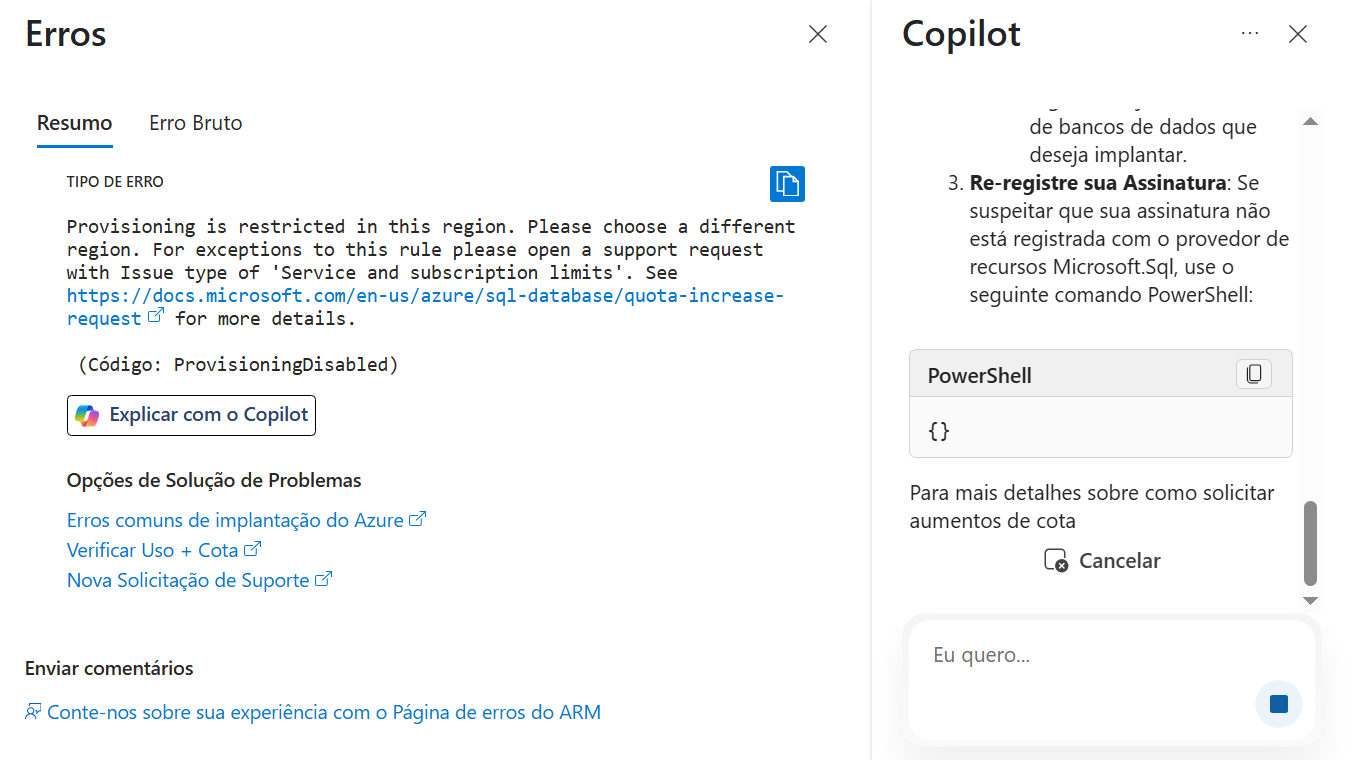 Erros
Resumo
Erro Bruto
TIPO DE ERRO
Provisioning is restricted in this region. Please choose a different
region. For exceptions to this rule please open a support request
with Issue type of 'Service and subscription limits'. See
https://docs.microsoft.com/en-us/azure/sql-database/quota-increase-
request for more details.
(Código: ProvisioningDisabled)
Explicar com o Copilot
Opções de Solução de Problemas
Erros comuns de implantação do Azure
Verificar Uso + Cota
Nova Solicitação de Suporte
Enviar comentários
Conte-nos sobre sua experiência com o Página de erros do ARM
Copilot
de bancos de dados que
deseja implantar.
3. Re-registre sua Assinatura: Se
suspeitar que sua assinatura não
está registrada com o provedor de
recursos Microsoft.Sql, use o
seguinte comando PowerShell:
PowerShell
{}
Para mais detalhes sobre como solicitar
aumentos de cota
Cancelar
Eu quero...